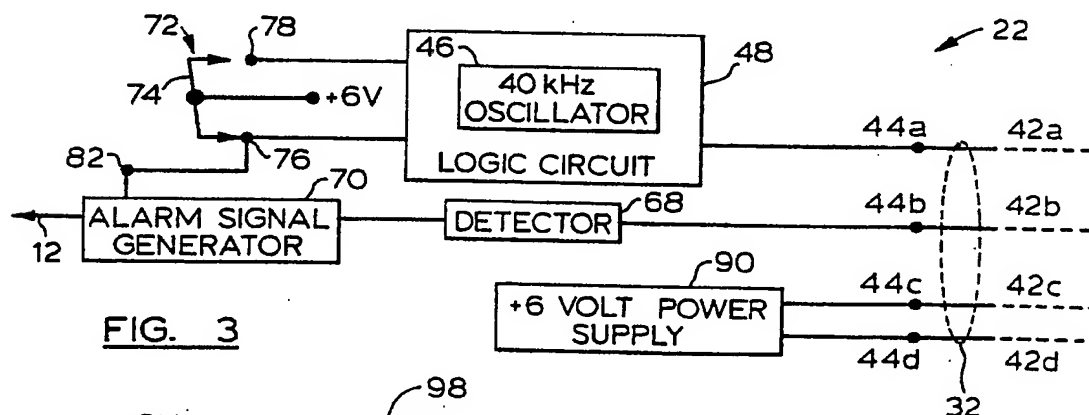 72
78
46
48
22
74
+6V
40 kHz
OSCILLATOR
44a
42a
82
76
LOGIC CIRCUIT
70
ALARM SIGNAL
GENERATOR
12
DETECTOR
68
44b
42b
90
+6 VOLT POWER
SUPPLY
44c
42c
44d
42d
FIG. 3
32
98